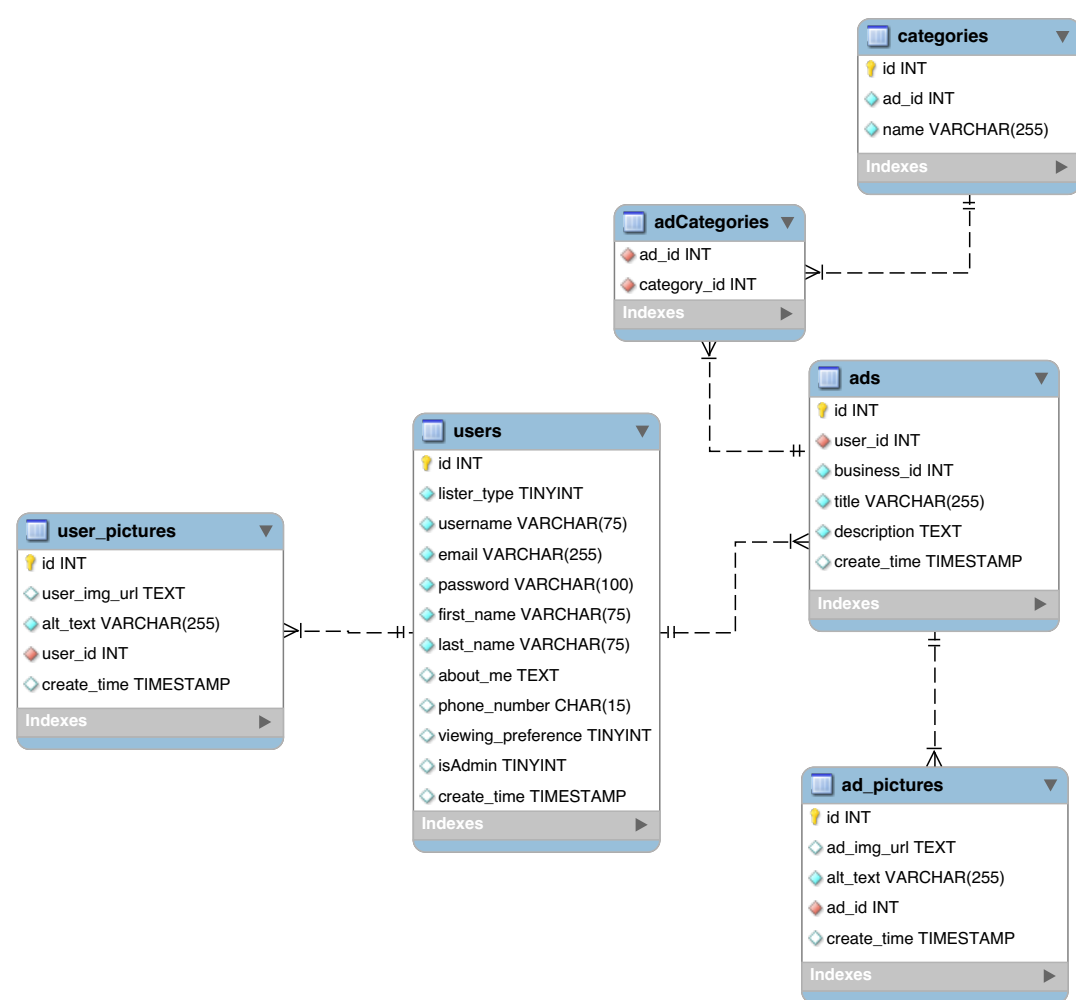 categories
id INT
ad_id INT
name VARCHAR(255)
Indexes
adCategories
ad_id INT
category_id INT
Indexes
ads
id INT
user_id INT
business_id INT
title VARCHAR(255)
description TEXT
create_time TIMESTAMP
Indexes
users
id INT
lister_type TINYINT
username VARCHAR(75)
email VARCHAR(255)
password VARCHAR(100)
first_name VARCHAR(75)
last_name VARCHAR(75)
about_me TEXT
phone_number CHAR(15)
viewing_preference TINYINT
isAdmin TINYINT
create_time TIMESTAMP
Indexes
user_pictures
id INT
user_img_url TEXT
alt_text VARCHAR(255)
user_id INT
create_time TIMESTAMP
Indexes
ad_pictures
id INT
ad_img_url TEXT
alt_text VARCHAR(255)
ad_id INT
create_time TIMESTAMP
Indexes